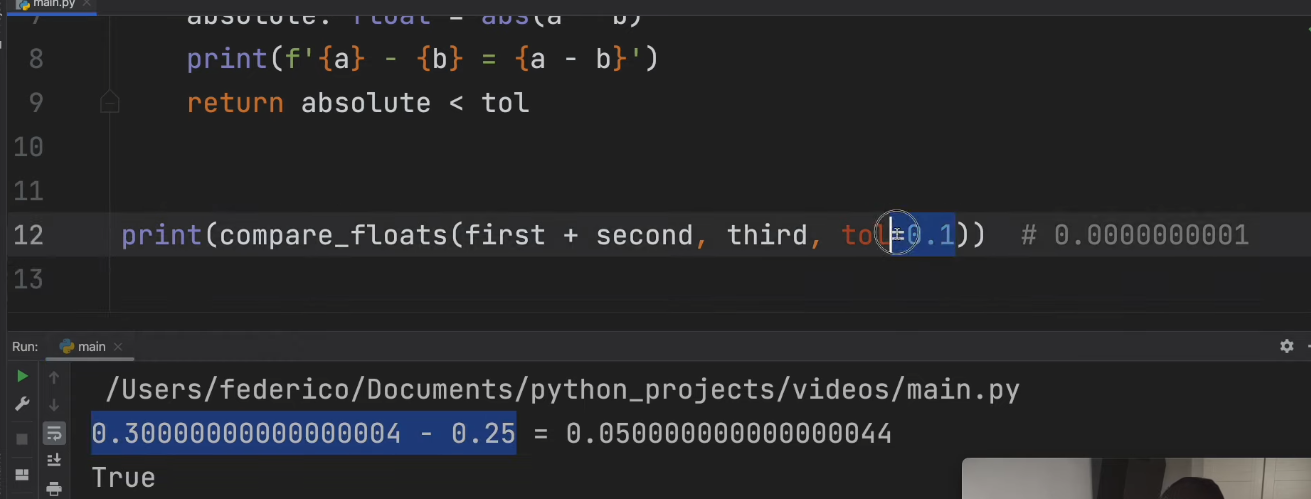 main.py
7 absolute: float = abs(a - b)
8 print(f'{a} - {b} = {a - b}')
9 return absolute < tol
10
11
12 print(compare_floats(first + second, third, tol=0.1)) # 0.0000000001
13
Run: main
/Users/federico/Documents/python_projects/videos/main.py
0.30000000000000004 - 0.25 = 0.050000000000000044
True